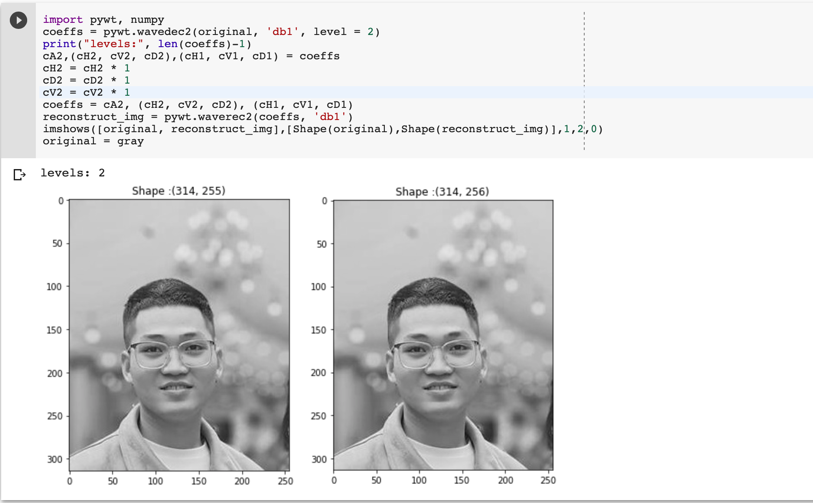 import pywt, numpy
coeffs = pywt.wavedec2(original, 'db1', level = 2)
print("levels:", len(coeffs)-1)
cA2,(cH2, cV2, cD2),(cH1, cV1, cD1) = coeffs
cH2 = cH2 * 1
cD2 = cD2 * 1
cV2 = cV2 * 1
coeffs = cA2, (cH2, cV2, cD2), (cH1, cV1, cD1)
reconstruct_img = pywt.waverec2(coeffs, 'db1')
imshows([original, reconstruct_img],[Shape(original),Shape(reconstruct_img)],1,2,0)
original = gray
levels: 2
Shape :(314, 255)
0
50
100
150
200
250
300
0 50 100 150 200 250
Shape :(314, 256)
0
50
100
150
200
250
300
0 50 100 150 200 250